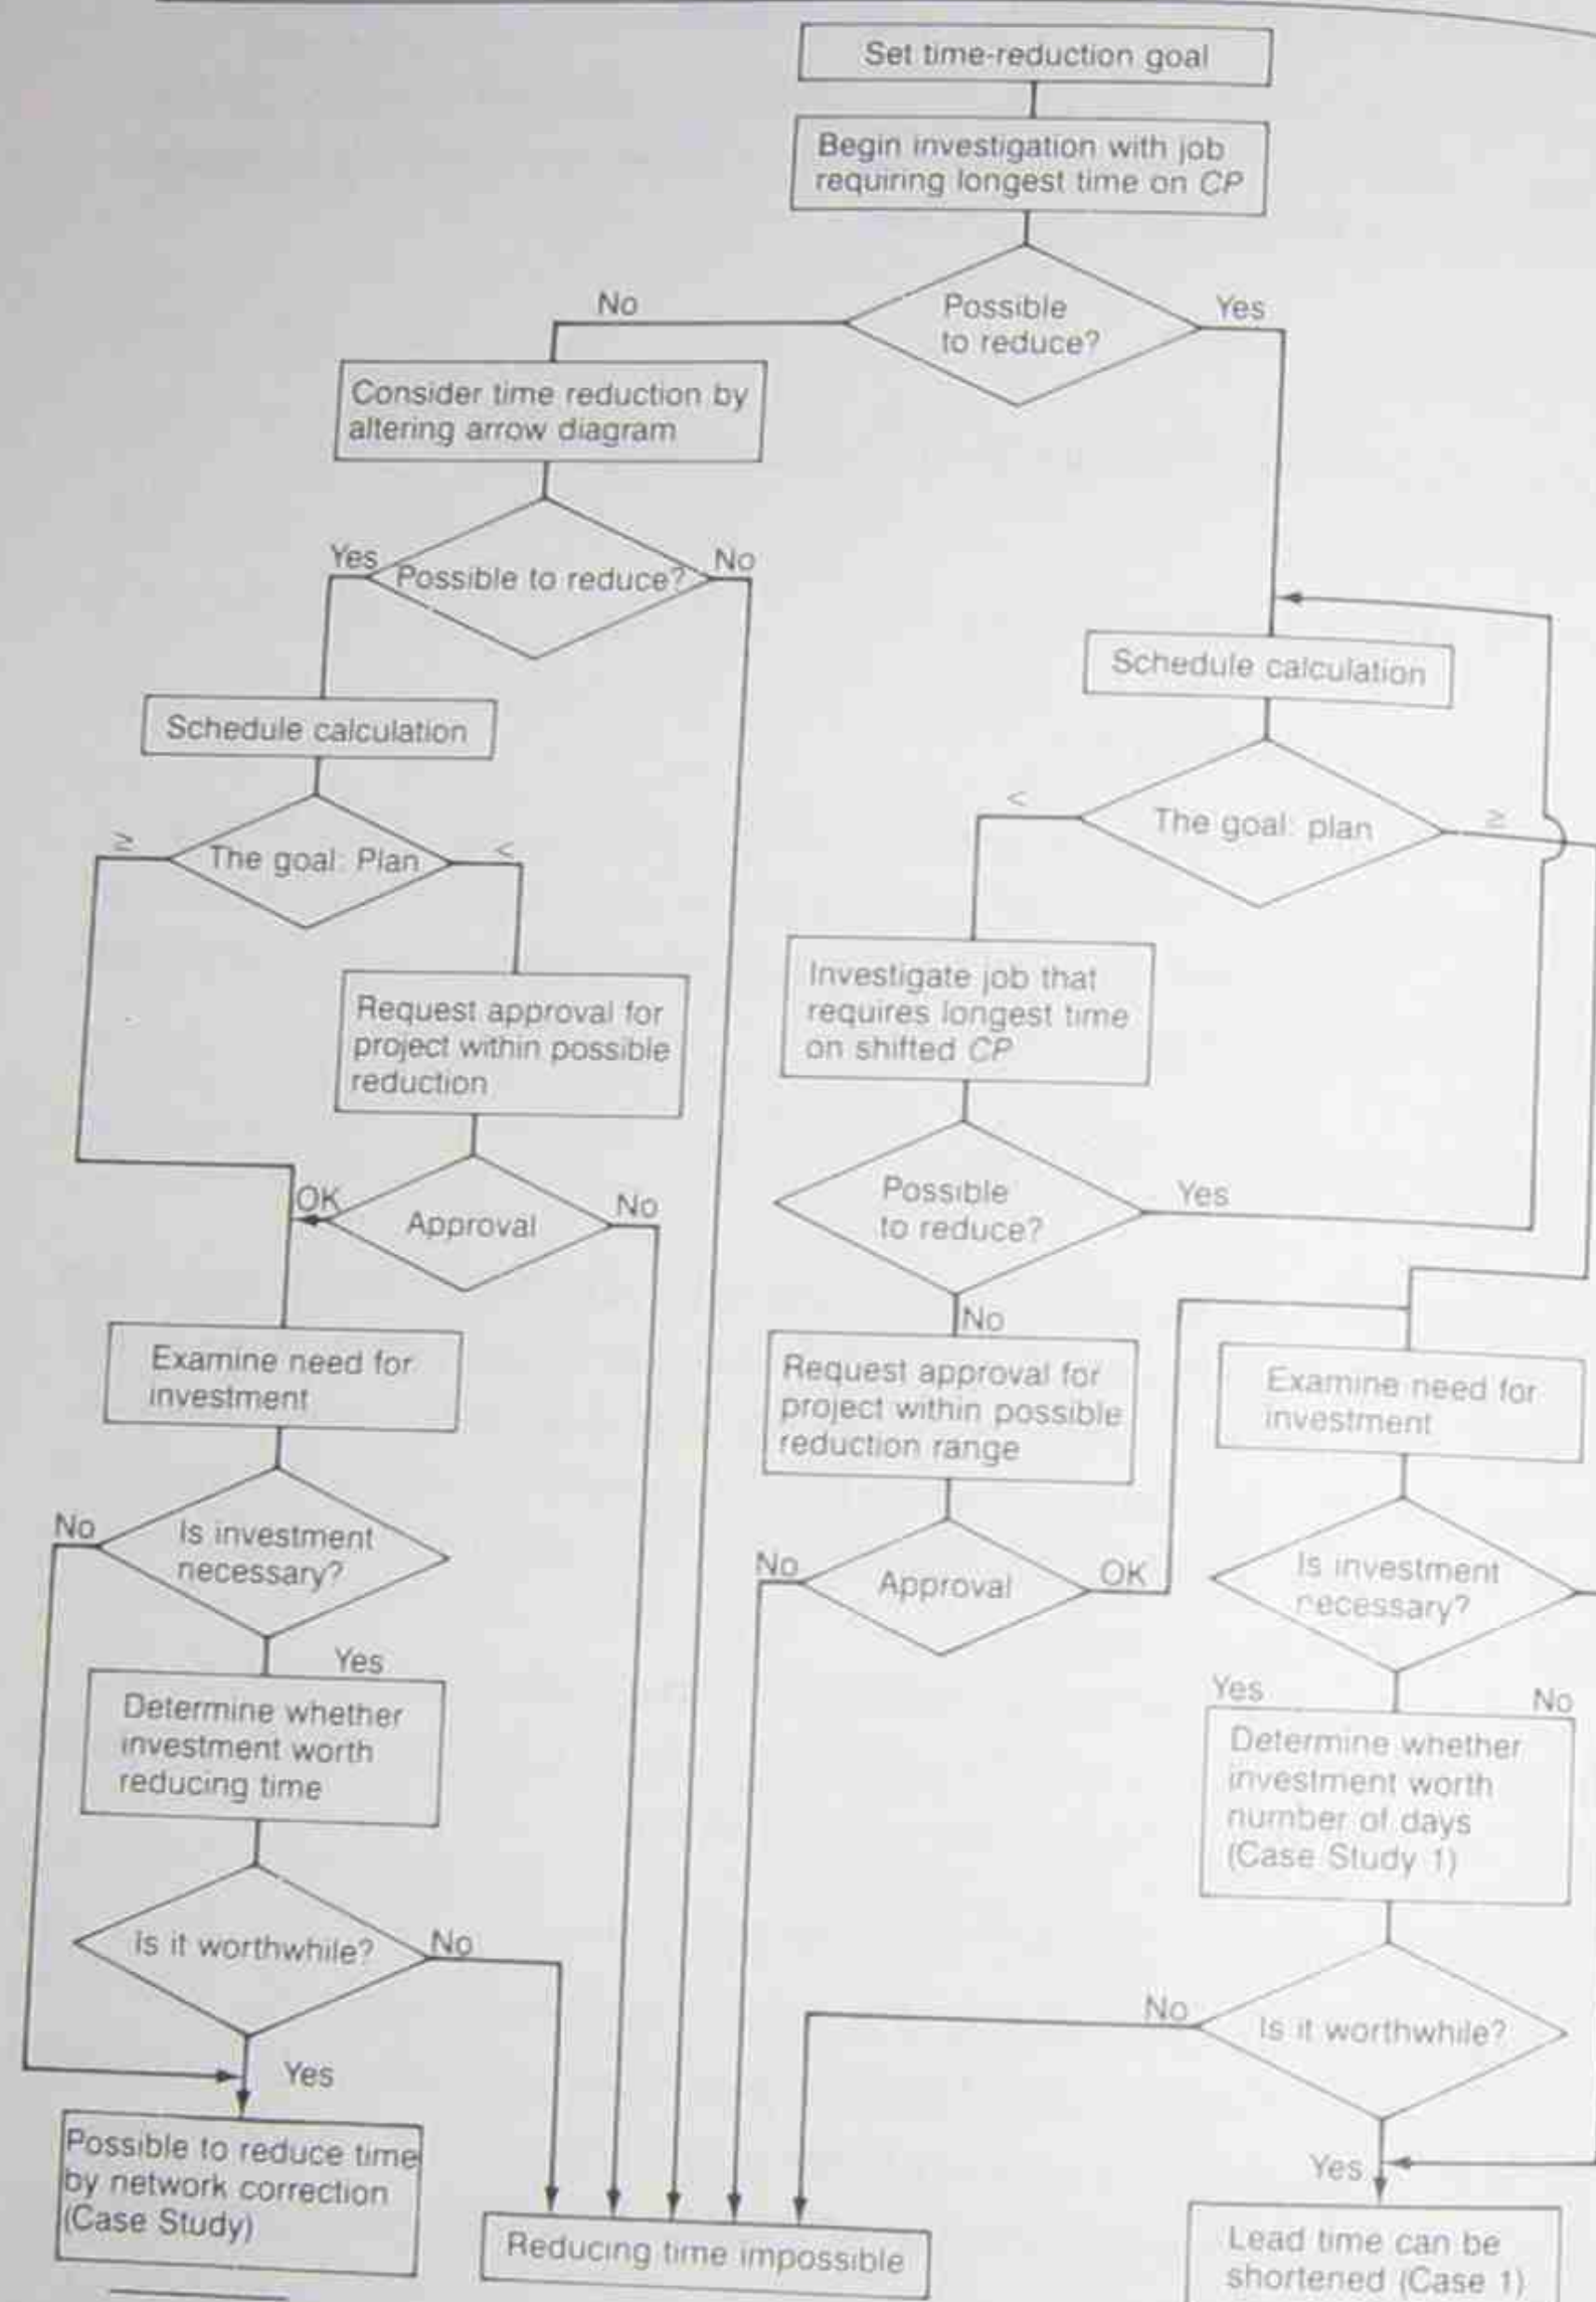 Set time-reduction goal
Begin investigation with job
requiring longest time on CP
Possible
to reduce?
No
Yes
Consider time reduction by
altering arrow diagram
Possible to reduce?
Yes
No
Schedule calculation
The goal: Plan
≥
<
Request approval for
project within possible
reduction
Approval
OK
No
Examine need for
investment
Is investment
necessary?
No
Yes
Determine whether
investment worth
reducing time
Is it worthwhile?
No
Yes
Possible to reduce time
by network correction
(Case Study)
Reducing time impossible
Schedule calculation
The goal: plan
<
≥
Investigate job that
requires longest time
on shifted CP
Possible
to reduce?
Yes
No
Request approval for
project within possible
reduction range
Approval
No
OK
Examine need for
investment
Is investment
necessary?
Yes
No
Determine whether
investment worth
number of days
(Case Study 1)
Is it worthwhile?
No
Yes
Lead time can be
shortened (Case 1)